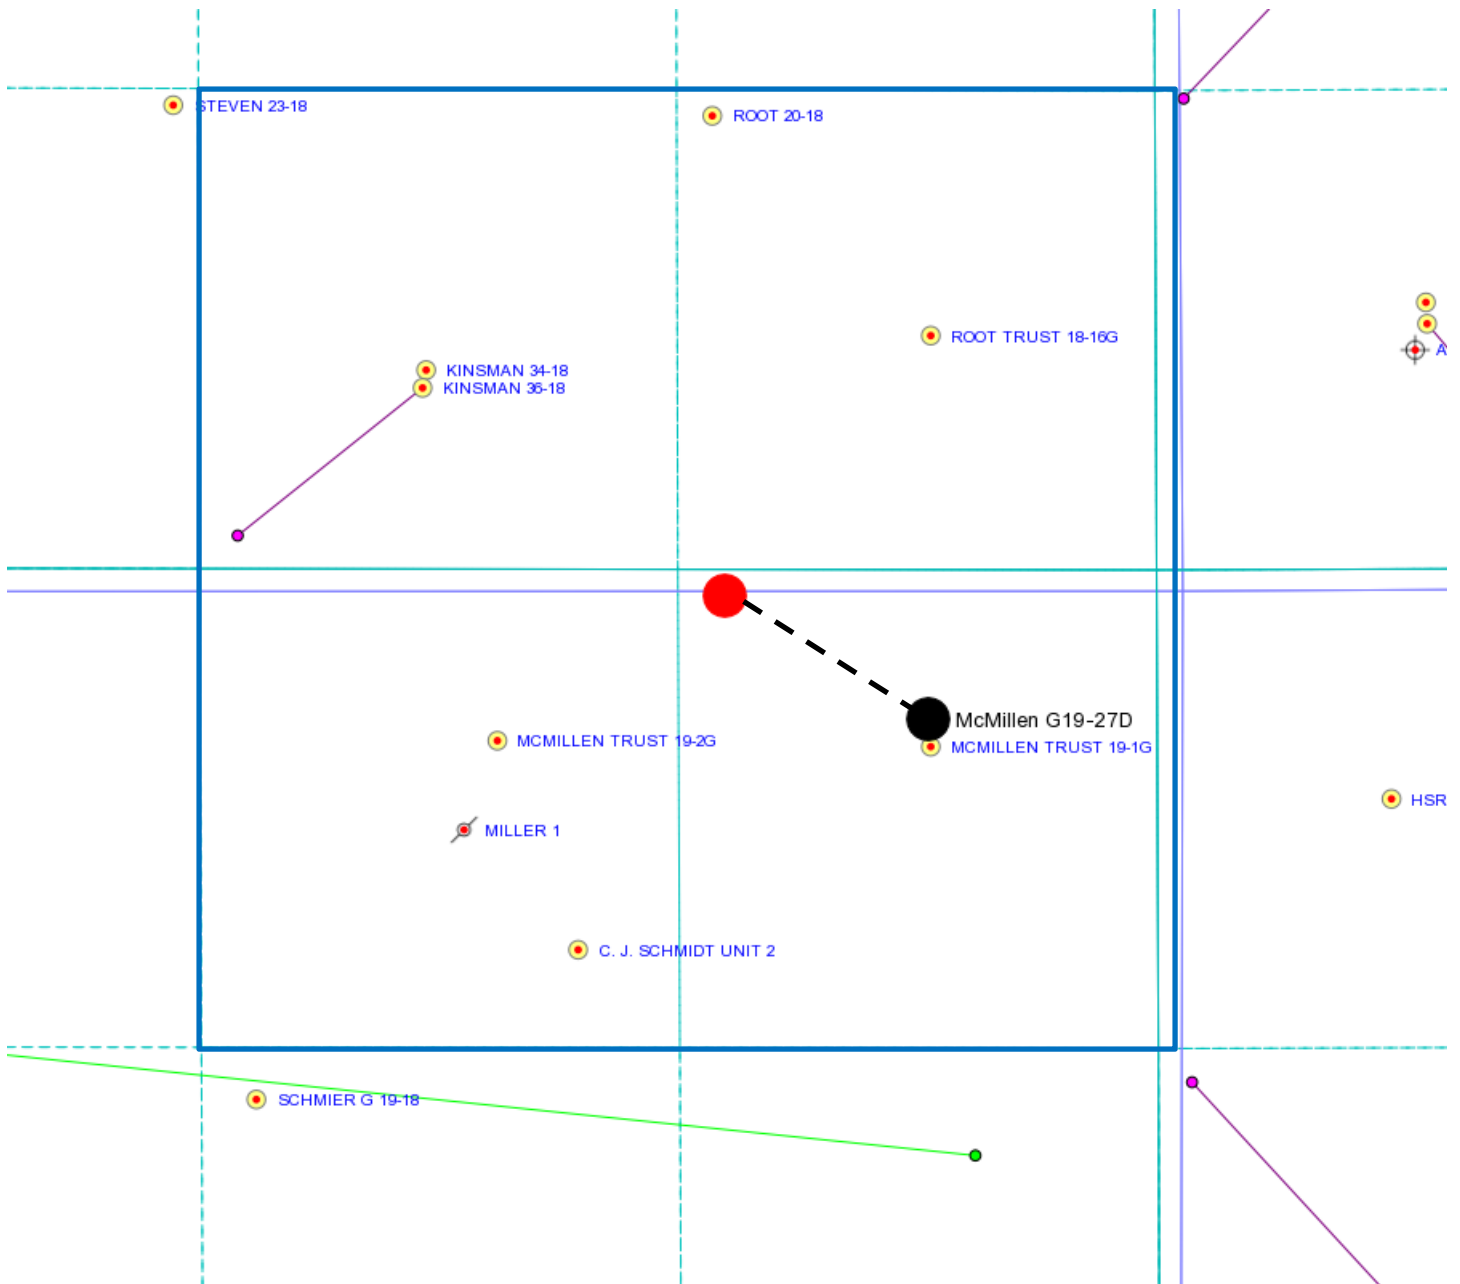 STEVEN 23-18
ROOT 20-18
ROOT TRUST 18-16G
A
KINSMAN 34-18
KINSMAN 36-18
McMillen G19-27D
MCMILLEN TRUST 19-2G
MCMILLEN TRUST 19-1G
HSR
MILLER 1
C. J. SCHMIDT UNIT 2
SCHMIER G 19-18